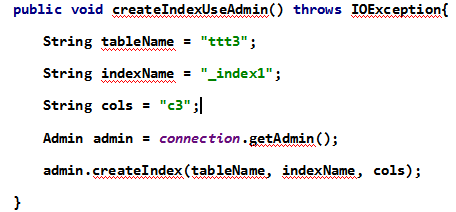 public void createIndexUseAdmin() throws IOException{
String tableName = "ttt3";
String indexName = "_index1";
String cols = "c3";
Admin admin = connection.getAdmin();
admin.createIndex(tableName, indexName, cols);
}